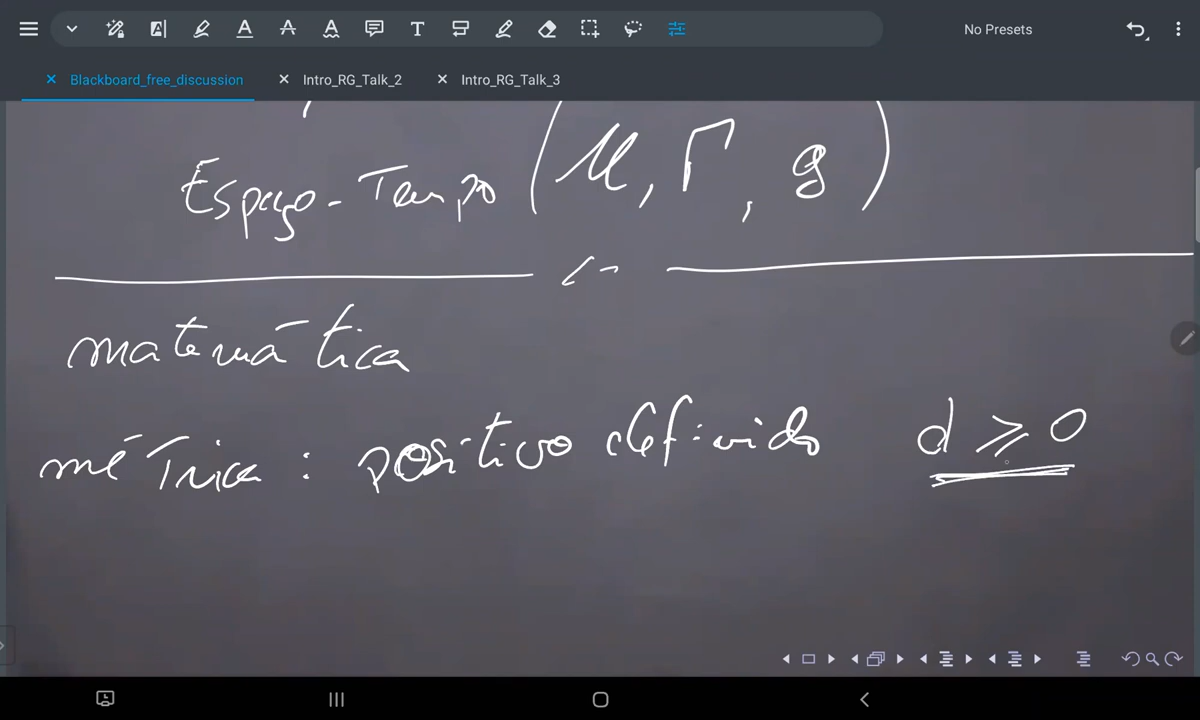 No Presets
Blackboard_free_discussion Intro_RG_Talk_2 Intro_RG_Talk_3
Espaço-Tempo (M, Γ, g)
matemática
métrica: positivo definido d ≥ 0